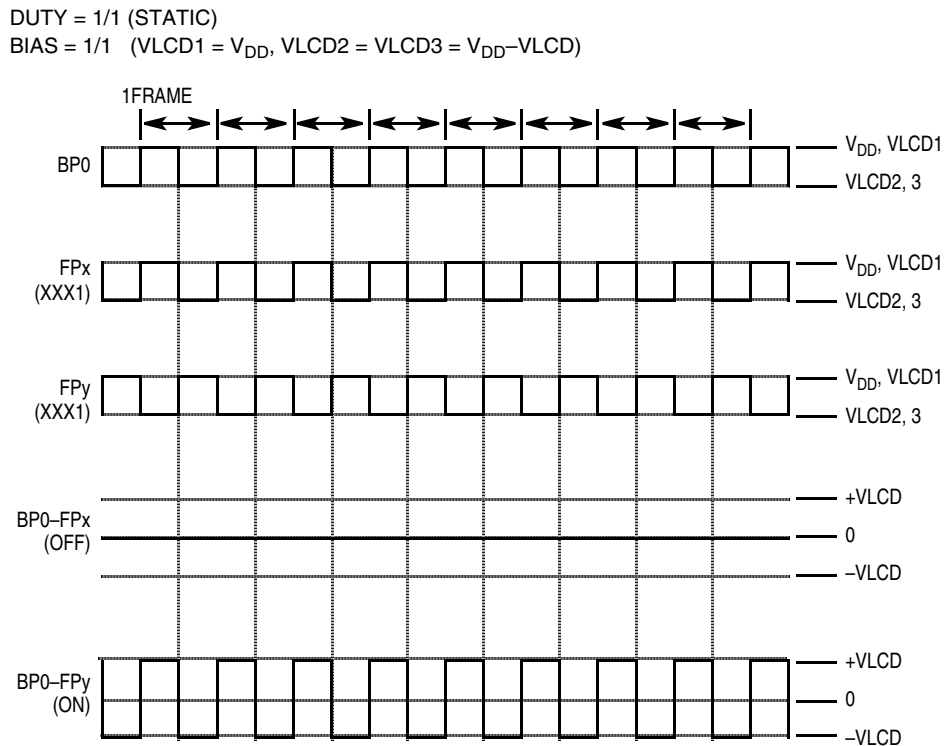 DUTY = 1/1 (STATIC)
BIAS = 1/1 (VLCD1 = VDD, VLCD2 = VLCD3 = VDD–VLCD)
1FRAME
BP0
VDD, VLCD1
VLCD2, 3
FPx
(XXX1)
VDD, VLCD1
VLCD2, 3
FPy
(XXX1)
VDD, VLCD1
VLCD2, 3
BP0–FPx
(OFF)
+VLCD
0
–VLCD
BP0–FPy
(ON)
+VLCD
0
–VLCD